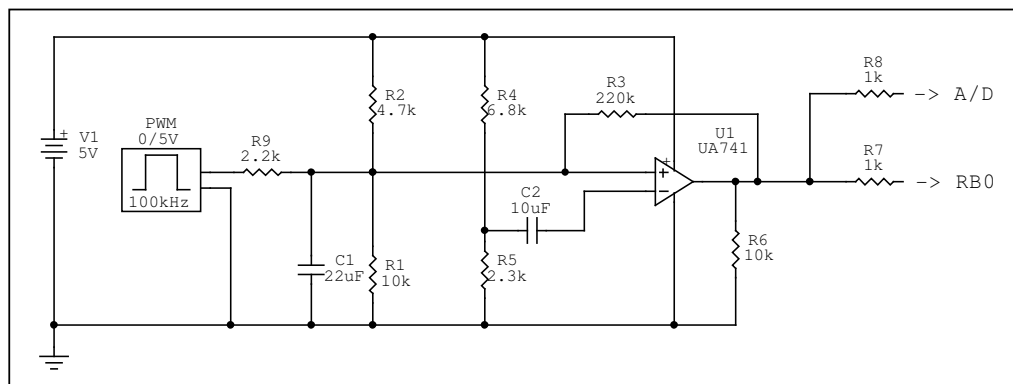 R8
1k
-> A/D
R2
4.7k
R4
6.8k
R3
220k
V1
5V
PWM
0/5V
100kHz
R9
2.2k
U1
UA741
R7
1k
-> RB0
C2
10uF
C1
22uF
R1
10k
R5
2.3k
R6
10k